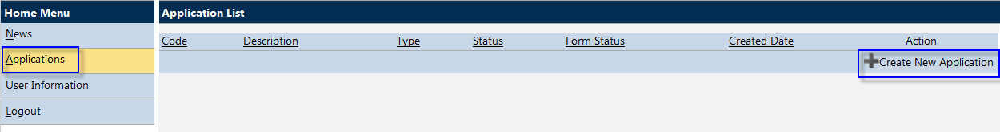 Home Menu
News
Applications
User Information
Logout
Application List
Code Description Type Status Form Status Created Date Action
Create New Application